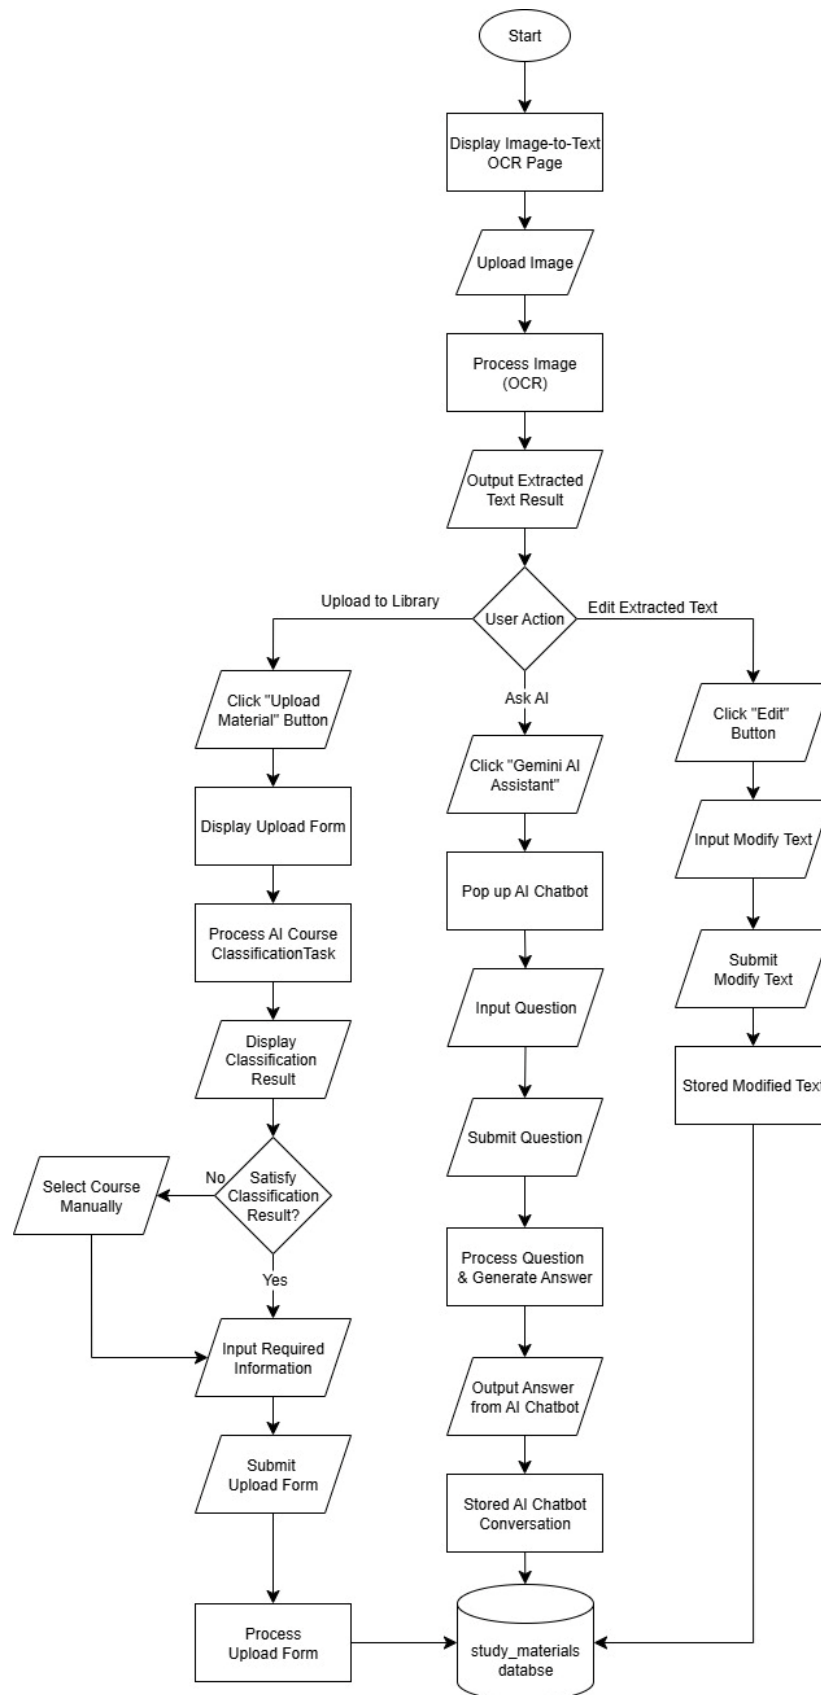 Start
Display Image-to-Text
OCR Page
Upload Image
Process Image
(OCR)
Output Extracted
Text Result
User Action
Upload to Library
Edit Extracted Text
Ask AI
Click "Upload
Material" Button
Display Upload Form
Process AI Course
ClassificationTask
Display
Classification
Result
Satisfy
Classification
Result?
No
Select Course
Manually
Yes
Input Required
Information
Submit
Upload Form
Process
Upload Form
Click "Gemini AI
Assistant"
Pop up AI Chatbot
Input Question
Submit Question
Process Question
& Generate Answer
Output Answer
from AI Chatbot
Stored AI Chatbot
Conversation
study_materials
databse
Click "Edit"
Button
Input Modify Text
Submit
Modify Text
Stored Modified Text